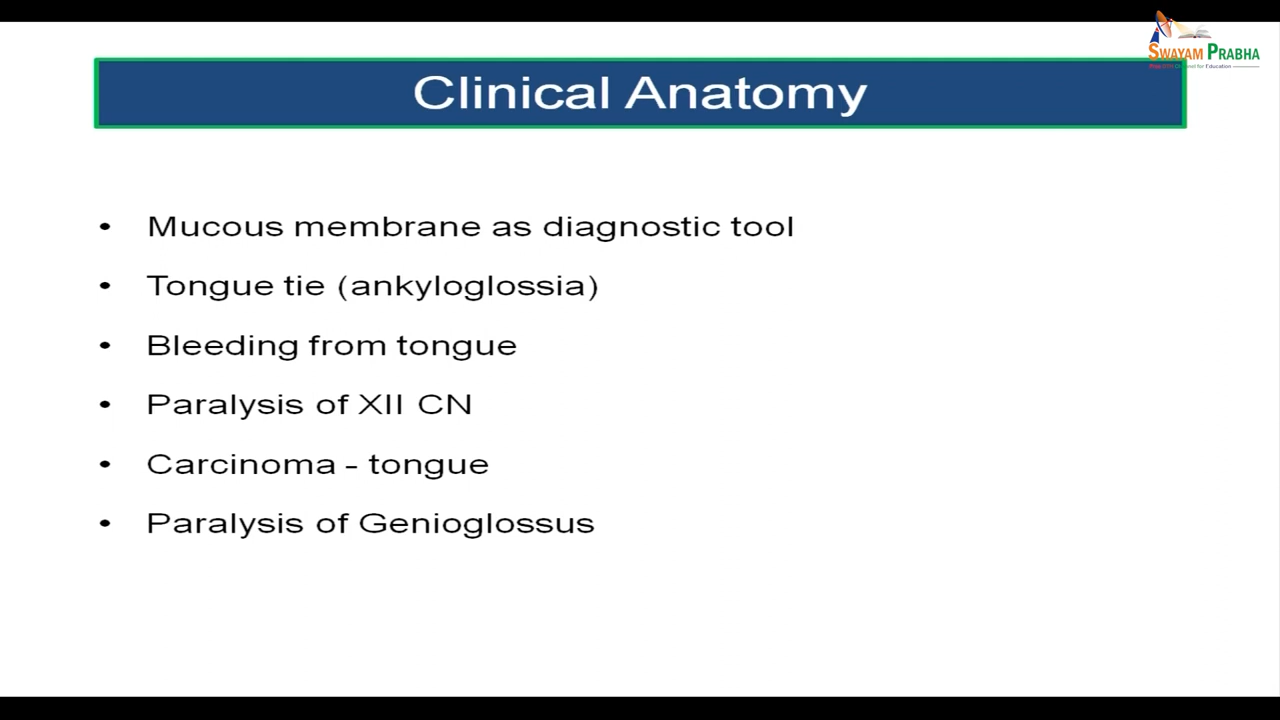 SWAYAM PRABHA
Clinical Anatomy
• Mucous membrane as diagnostic tool
• Tongue tie (ankyloglossia)
• Bleeding from tongue
• Paralysis of XII CN
• Carcinoma - tongue
• Paralysis of Genioglossus